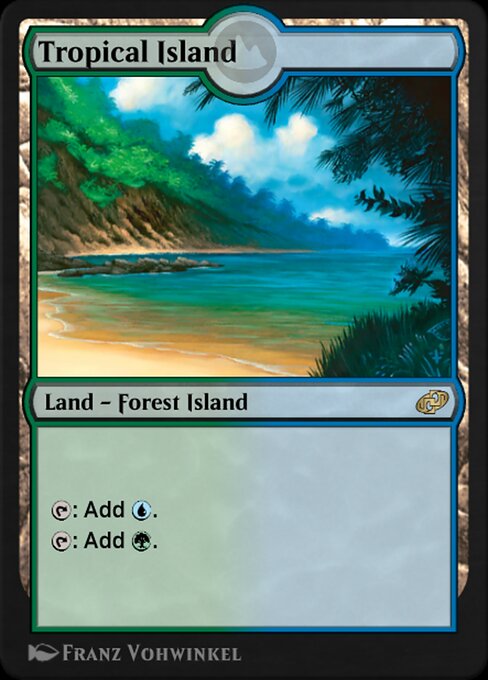 Tropical Island
Land – Forest Island
: Add .
: Add .
Franz Vohwinkel